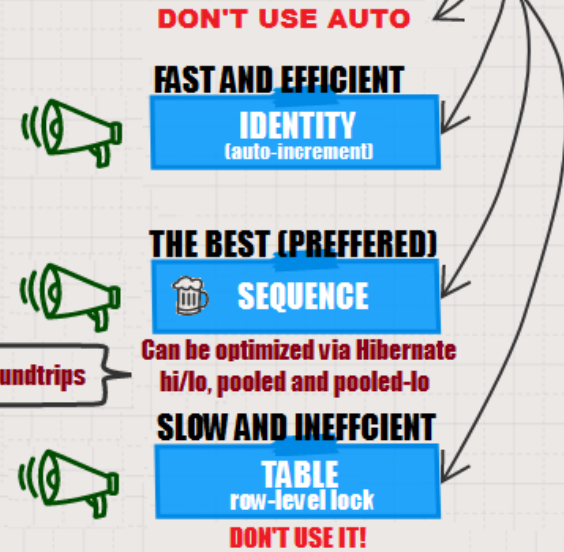 DON'T USE AUTO
FAST AND EFFICIENT
IDENTITY
(auto-increment)
THE BEST (PREFFERED)
SEQUENCE
Can be optimized via Hibernate
undtrips
hi/lo, pooled and pooled-lo
SLOW AND INEFFCIENT
TABLE
row-level lock
DON'T USE IT!